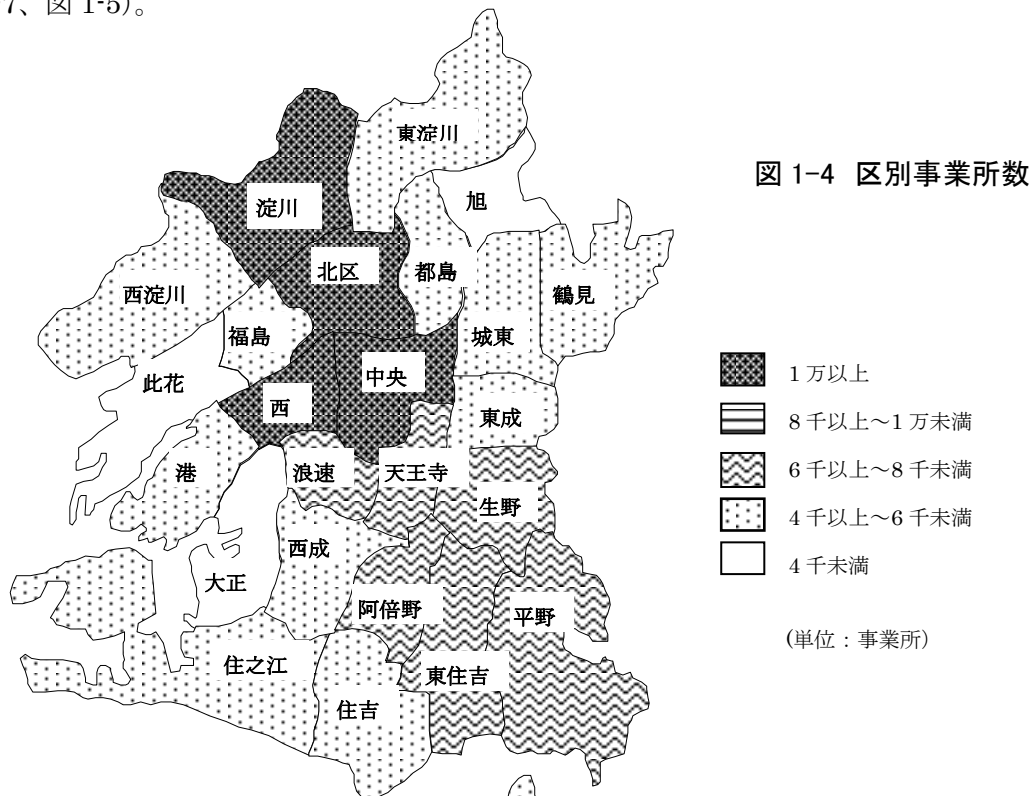 7、図 1-5)。
図 1-4 区別事業所数
東淀川
旭
淀川
北区
都島
鶴見
西淀川
福島
城東
此花
中央
西
東成
港
浪速
天王寺
生野
西成
大正
阿倍野
平野
住之江
東住吉
住吉
1 万以上
8 千以上～1 万未満
6 千以上～8 千未満
4 千以上～6 千未満
4 千未満
(単位：事業所)